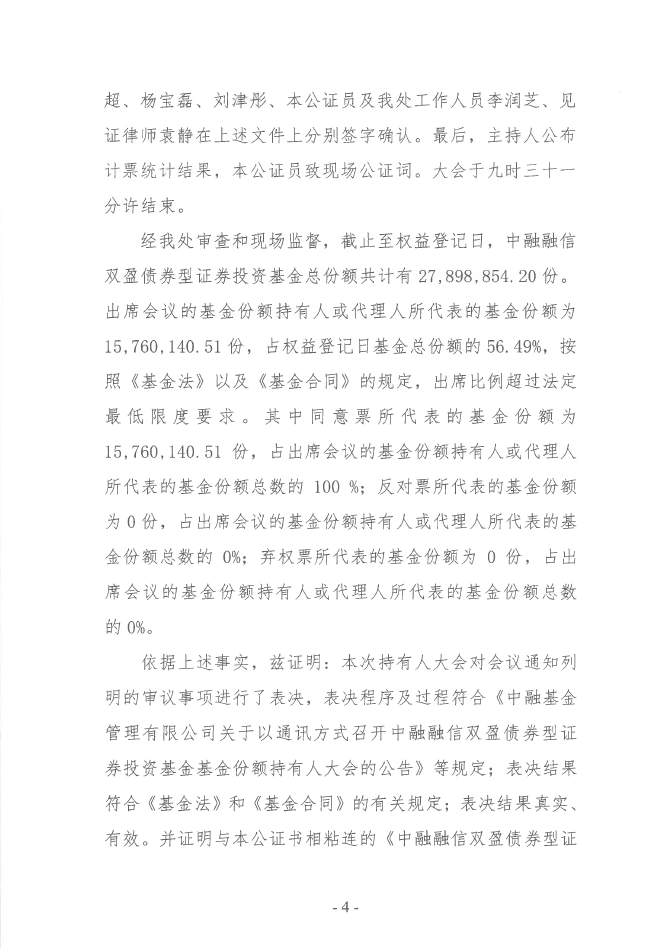 超、杨宝磊、刘津彤、本公证员及我处工作人员李润芝、见
证律师袁静在上述文件上分别签字确认。最后，主持人公布
计票统计结果，本公证员致现场公证词。大会于九时三十一
分许结束。
经我处审查和现场监督，截止至权益登记日，中融融信
双盈债券型证券投资基金总份额共计有 27,898,854.20 份。
出席会议的基金份额持有人或代理人所代表的基金份额为
15,760,140.51 份，占权益登记日基金总份额的 56.49%，按
照《基金法》以及《基金合同》的规定，出席比例超过法定
最低限度要求。其中同意票所代表的基金份额为
15,760,140.51 份，占出席会议的基金份额持有人或代理人
所代表的基金份额总数的 100 %；反对票所代表的基金份额
为 0 份，占出席会议的基金份额持有人或代理人所代表的基
金份额总数的 0%；弃权票所代表的基金份额为 0 份，占出
席会议的基金份额持有人或代理人所代表的基金份额总数
的 0%。
依据上述事实，兹证明：本次持有人大会对会议通知列
明的审议事项进行了表决，表决程序及过程符合《中融基金
管理有限公司关于以通讯方式召开中融融信双盈债券型证
券投资基金基金份额持有人大会的公告》等规定；表决结果
符合《基金法》和《基金合同》的有关规定；表决结果真实、
有效。并证明与本公证书相粘连的《中融融信双盈债券型证
- 4 -